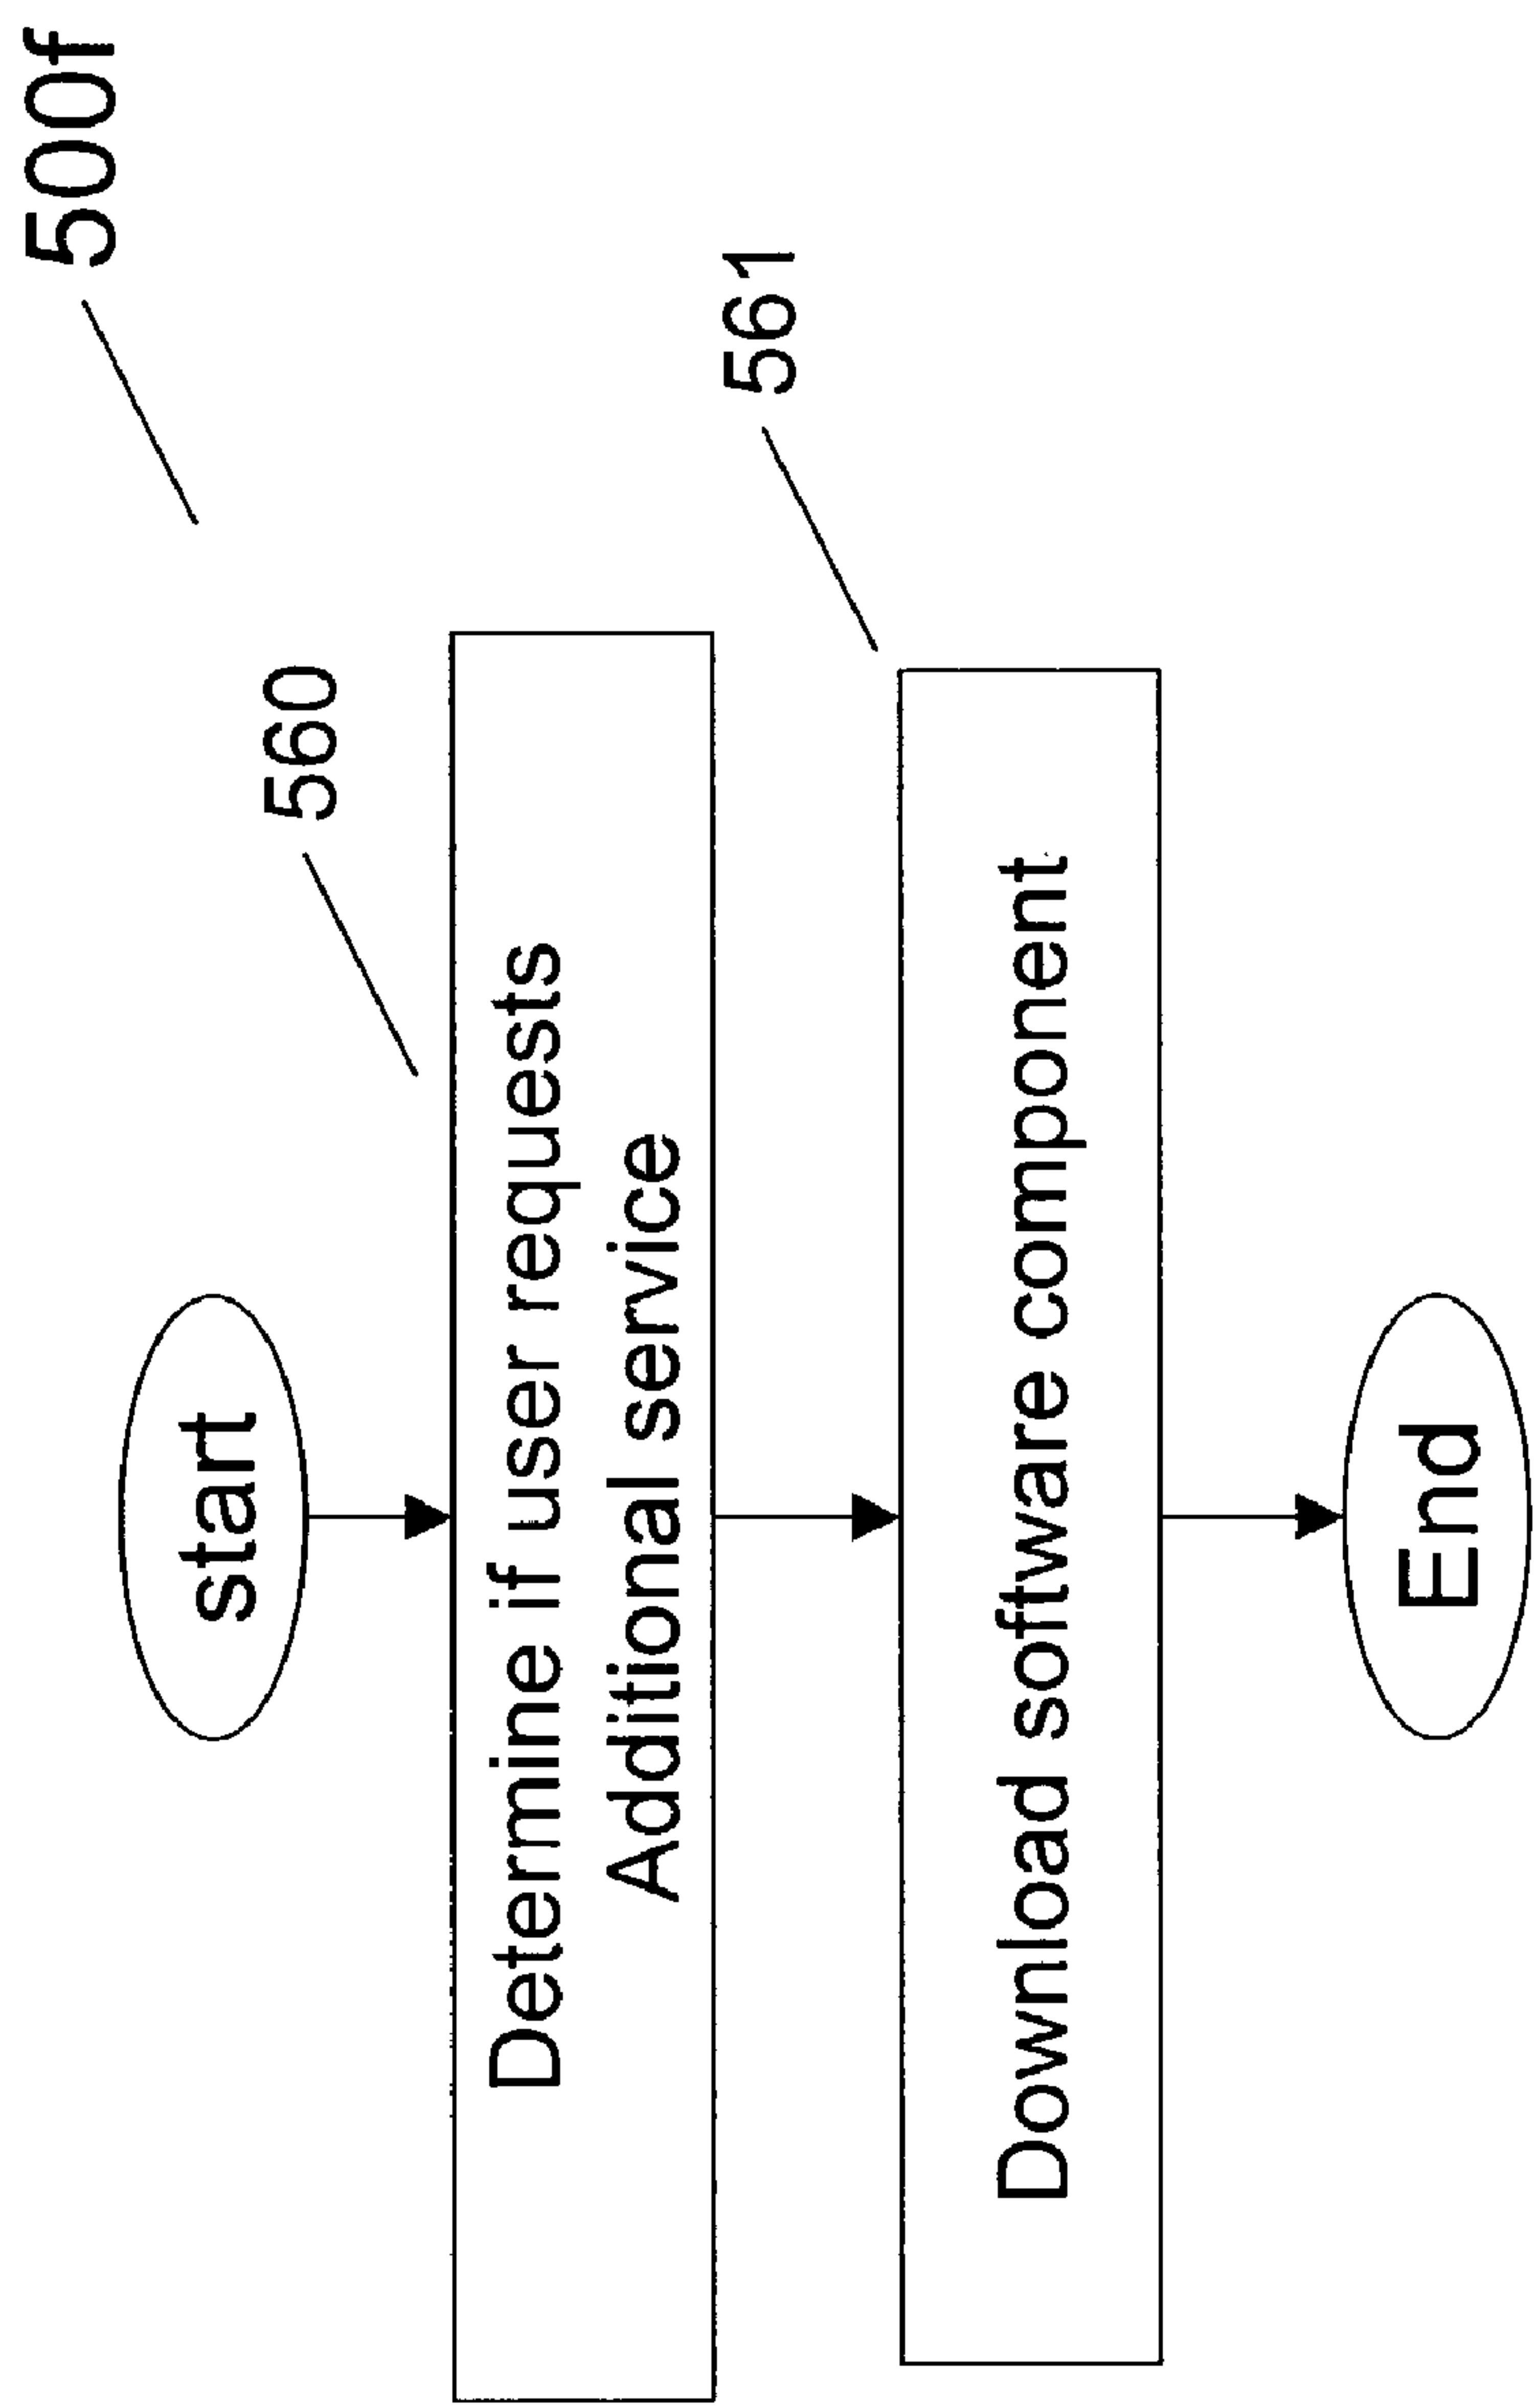 500f
start
560
Determine if user requests
Additional service
561
Download software component
End